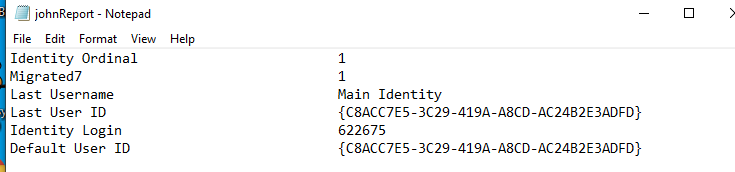 johnReport - Notepad
File Edit Format View Help
Identity Ordinal 1
Migrated7 1
Last Username Main Identity
Last User ID {C8ACC7E5-3C29-419A-A8CD-AC24B2E3ADFD}
Identity Login 622675
Default User ID {C8ACC7E5-3C29-419A-A8CD-AC24B2E3ADFD}